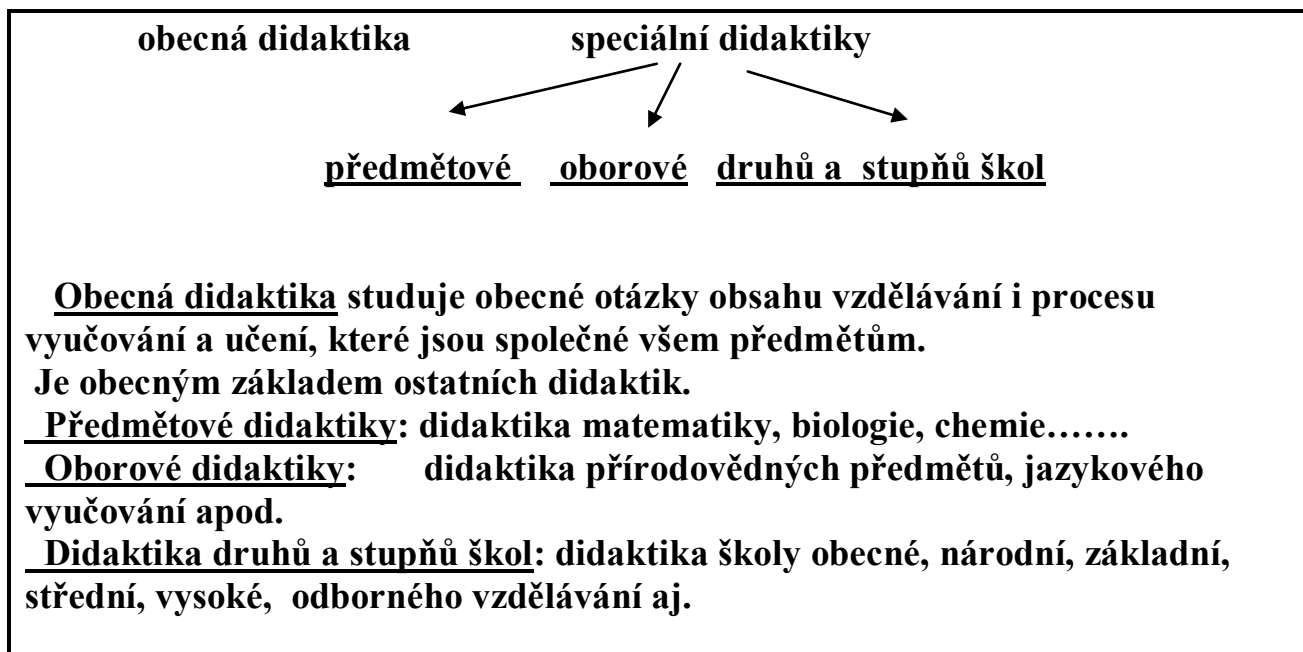 obecná didaktika speciální didaktiky
předmětové oborové druhů a stupňů škol
Obecná didaktika studuje obecné otázky obsahu vzdělávání i procesu
vyučování a učení, které jsou společné všem předmětům.
Je obecným základem ostatních didaktik.
Předmětové didaktiky: didaktika matematiky, biologie, chemie…….
Oborové didaktiky: didaktika přírodovědných předmětů, jazykového
vyučování apod.
Didaktika druhů a stupňů škol: didaktika školy obecné, národní, základní,
střední, vysoké, odborného vzdělávání aj.